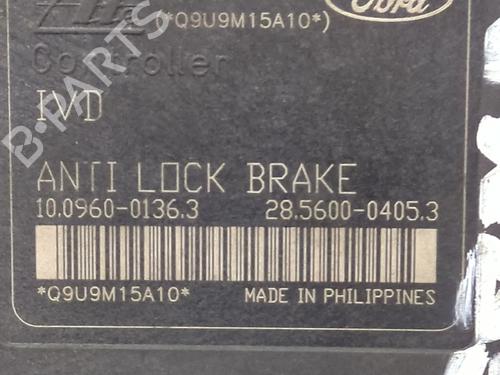 Ate (*Q9U9M15A10*) Ford
Controller
IVD
ANTI LOCK BRAKE
10.0960-0136.3 28.5600-0405.3
*Q9U9M15A10* MADE IN PHILIPPINES
B-PARTS